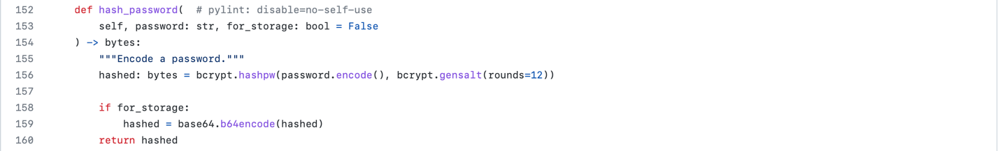 152 def hash_password(  # pylint: disable=no-self-use
153 self, password: str, for_storage: bool = False
154 ) -> bytes:
155 """Encode a password."""
156 hashed: bytes = bcrypt.hashpw(password.encode(), bcrypt.gensalt(rounds=12))
157
158 if for_storage:
159 hashed = base64.b64encode(hashed)
160 return hashed